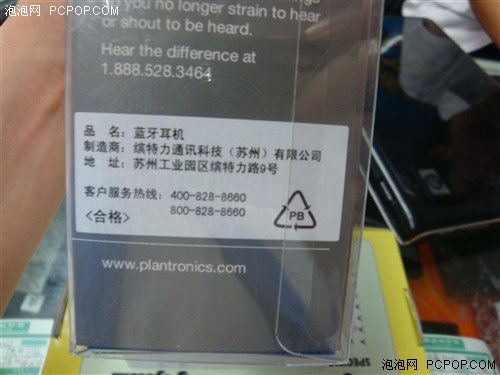 泡泡网 PCPOP.COM
you no longer strain to hear
or shout to be heard.
Hear the difference at
1.888.528.3464
品 名：蓝牙耳机
制造商：缤特力通讯科技（苏州）有限公司
地 址：苏州工业园区缤特力路9号
客户服务热线：400-828-8660
800-828-8660
<合格>
PB
www.plantronics.com
hp
泡泡网 PCPOP.COM